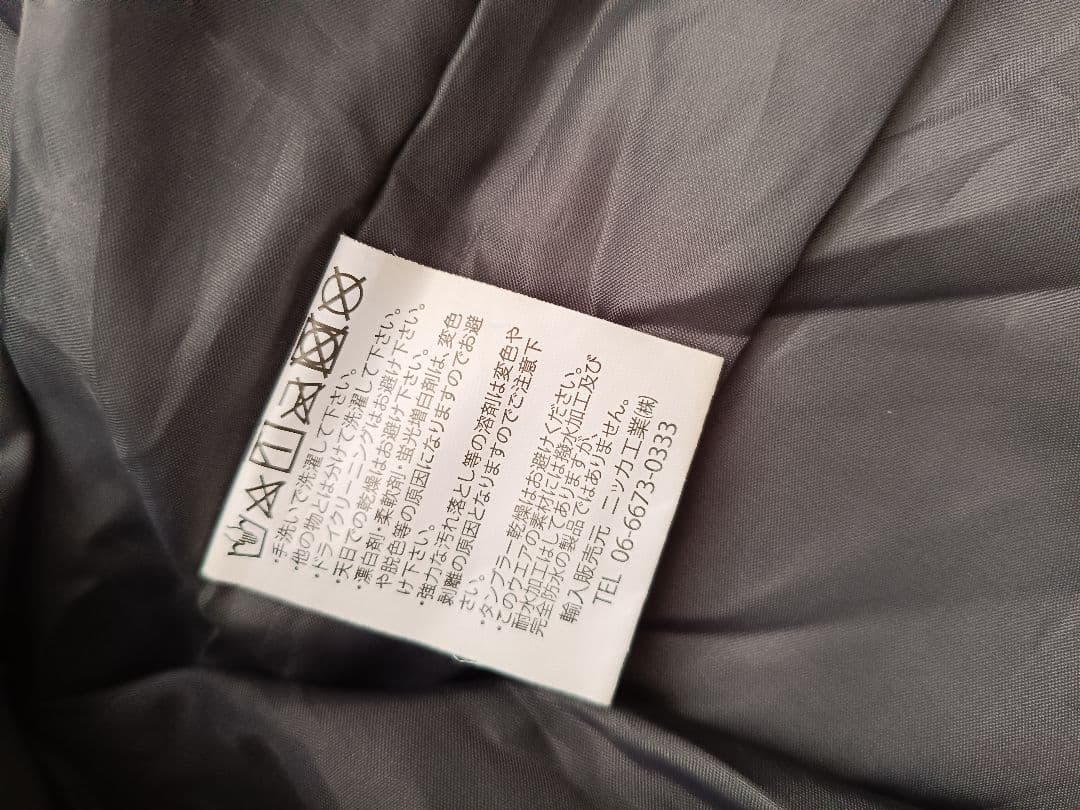 ・手洗いで洗濯して下さい。
・他の物とは分けて洗濯して下さい。
・ドライクリーニングはお避け下さい。
・天日での乾燥はお避け下さい。
・漂白剤・柔軟剤・蛍光増白剤は、変色
や脱色等の原因になりますのでお避
け下さい。
・強力な汚れ落とし等の溶剤は変色や
剥離の原因となりますのでご注意下
さい。
・タンブラー乾燥はお避けください。
・このウエアの素材には撥水加工及び
耐水加工はしてありますが、
完全防水の製品ではありません。
輸入販売元 ニッカ工業㈱
TEL 06-6673-0333